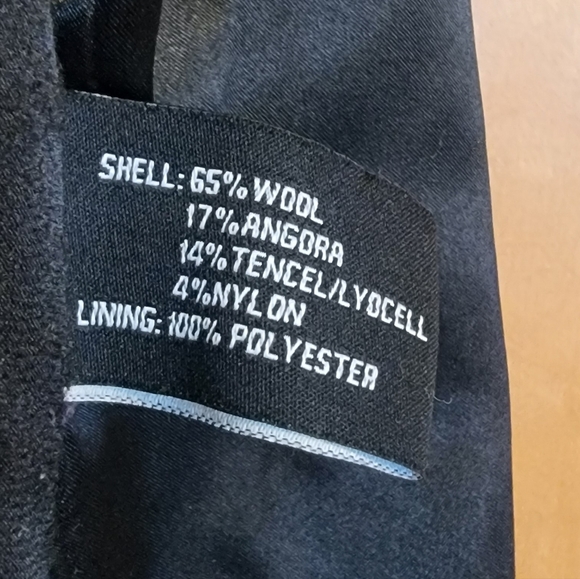 SHELL: 65% WOOL
17% ANGORA
14% TENCEL/LYOCELL
4% NYLON
LINING: 100% POLYESTER